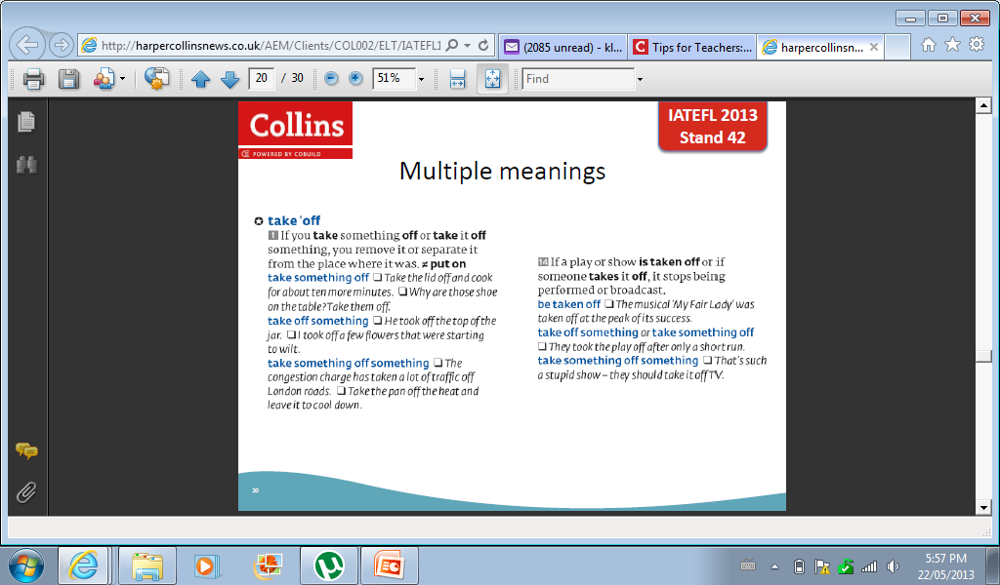 http://harpercollinsnews.co.uk/AEM/Clients/COL002/ELT/IATEFL1
(2085 unread) - kl...
Tips for Teachers:...
harpercollinsn...
20 / 30
51%
Find
Collins
POWERED BY COBUILD
IATEFL 2013
Stand 42
Multiple meanings
take 'off
1 If you take something off or take it off
something, you remove it or separate it
from the place where it was. ≠ put on
take something off ❏ Take the lid off and cook
for about ten more minutes. ❏ Why are those shoe
on the table? Take them off.
take off something ❏ He took off the top of the
jar. ❏ I took off a few flowers that were starting
to wilt.
take something off something ❏ The
congestion charge has taken a lot of traffic off
London roads. ❏ Take the pan off the heat and
leave it to cool down.
14 If a play or show is taken off or if
someone takes it off, it stops being
performed or broadcast.
be taken off ❏ The musical 'My Fair Lady' was
taken off at the peak of its success.
take off something or take something off
❏ They took the play off after only a short run.
take something off something ❏ That's such
a stupid show – they should take it off TV.
20
5:57 PM
22/05/2013